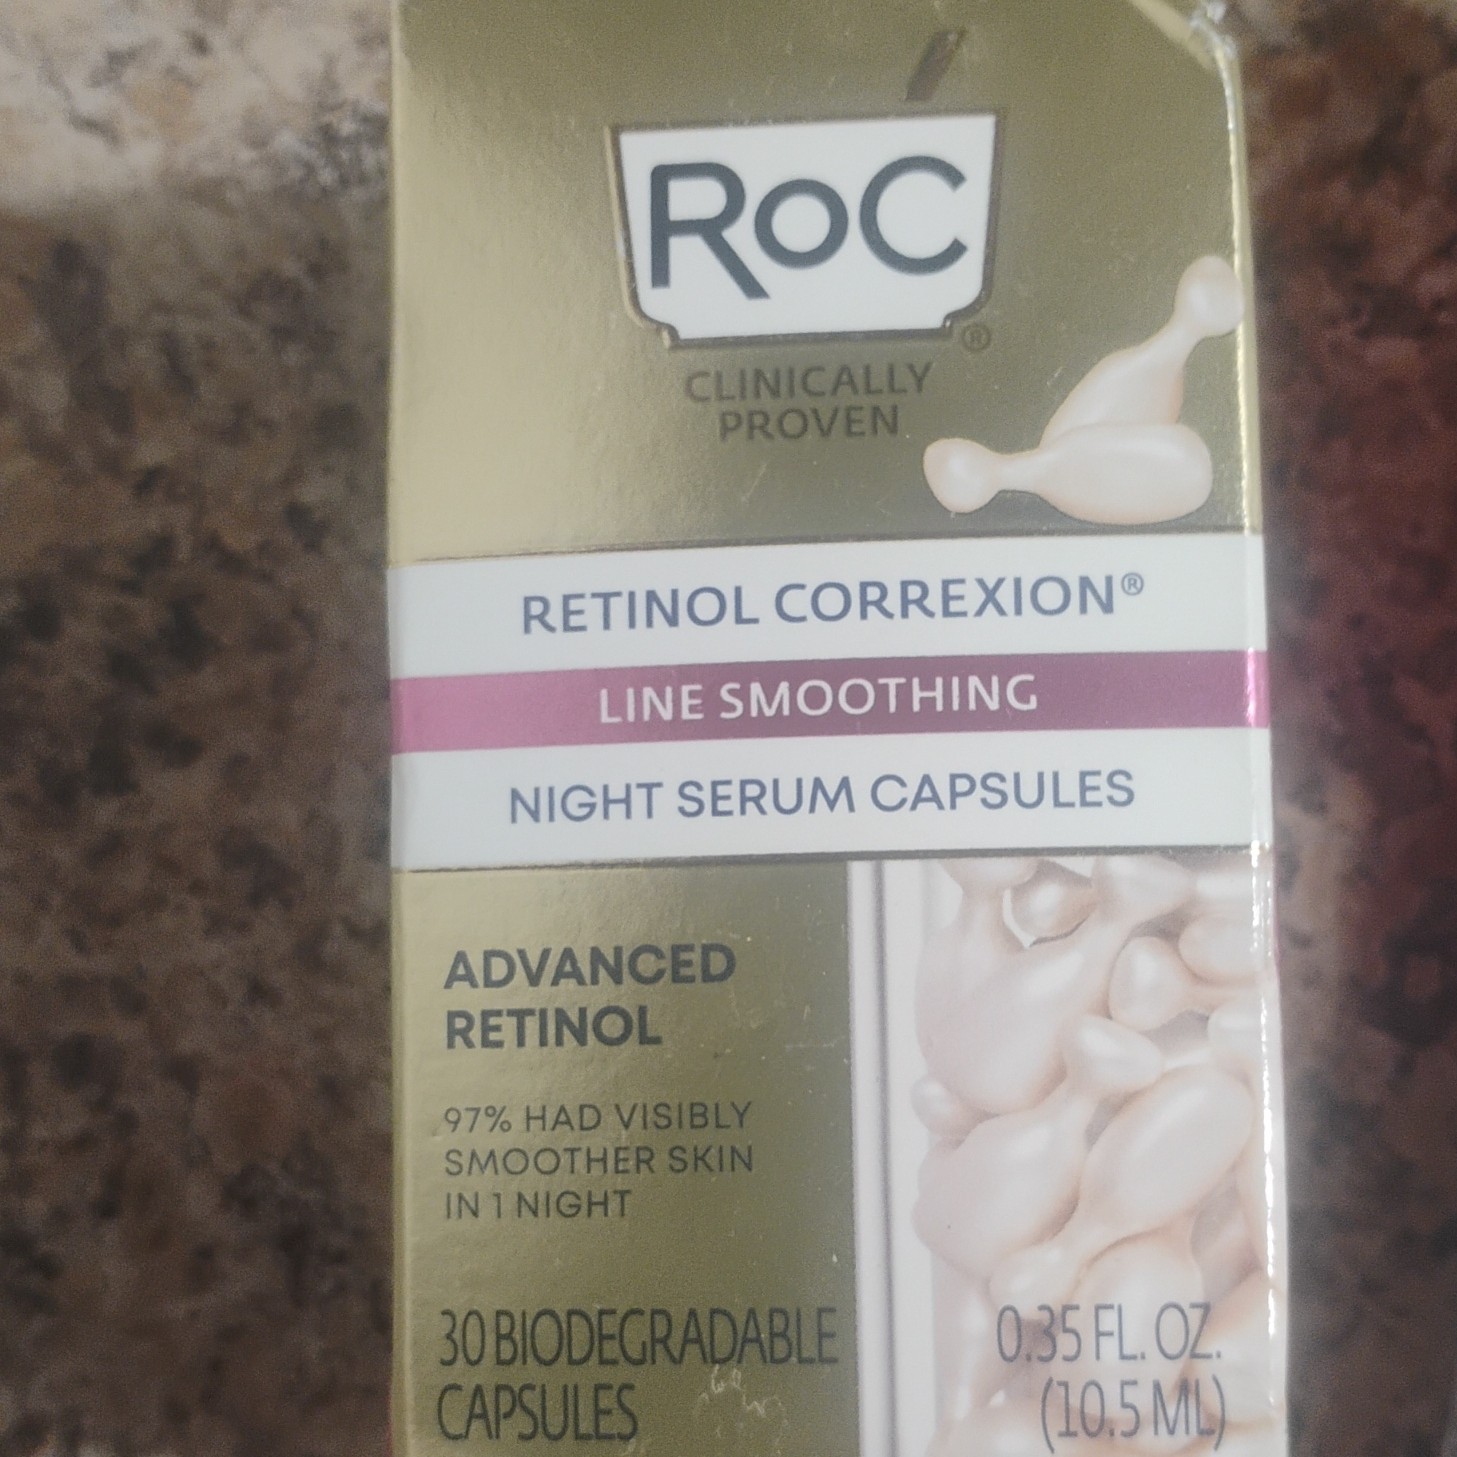 RoC®
CLINICALLY
PROVEN
RETINOL CORREXION®
LINE SMOOTHING
NIGHT SERUM CAPSULES
ADVANCED
RETINOL
97% HAD VISIBLY
SMOOTHER SKIN
IN 1 NIGHT
30 BIODEGRADABLE
CAPSULES
0.35 FL. OZ.
(10.5 ML)